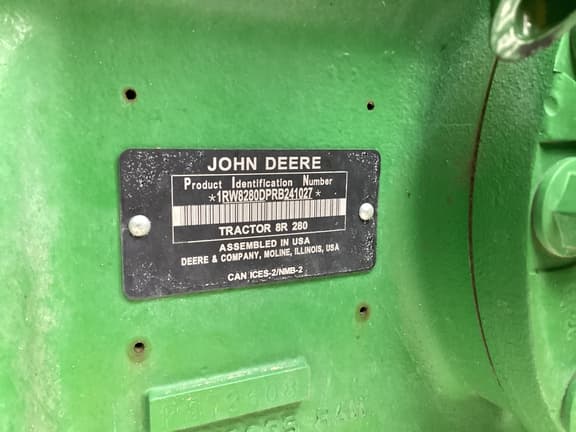 JOHN DEERE
Product Identification Number
*1RW8280DPRB241027*
TRACTOR 8R 280
ASSEMBLED IN USA
DEERE & COMPANY, MOLINE, ILLINOIS, USA
CAN ICES-2/NMB-2